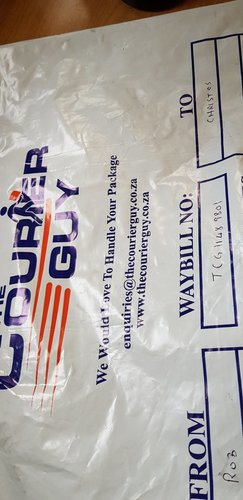 THE
COURIER
GUY
We Would Love To Handle Your Package
enquiries@thecourierguy.co.za
www.thecourierguy.co.za
FROM
ROB
WAYBILL NO:
TCG11489801
TO
CHRISTOS